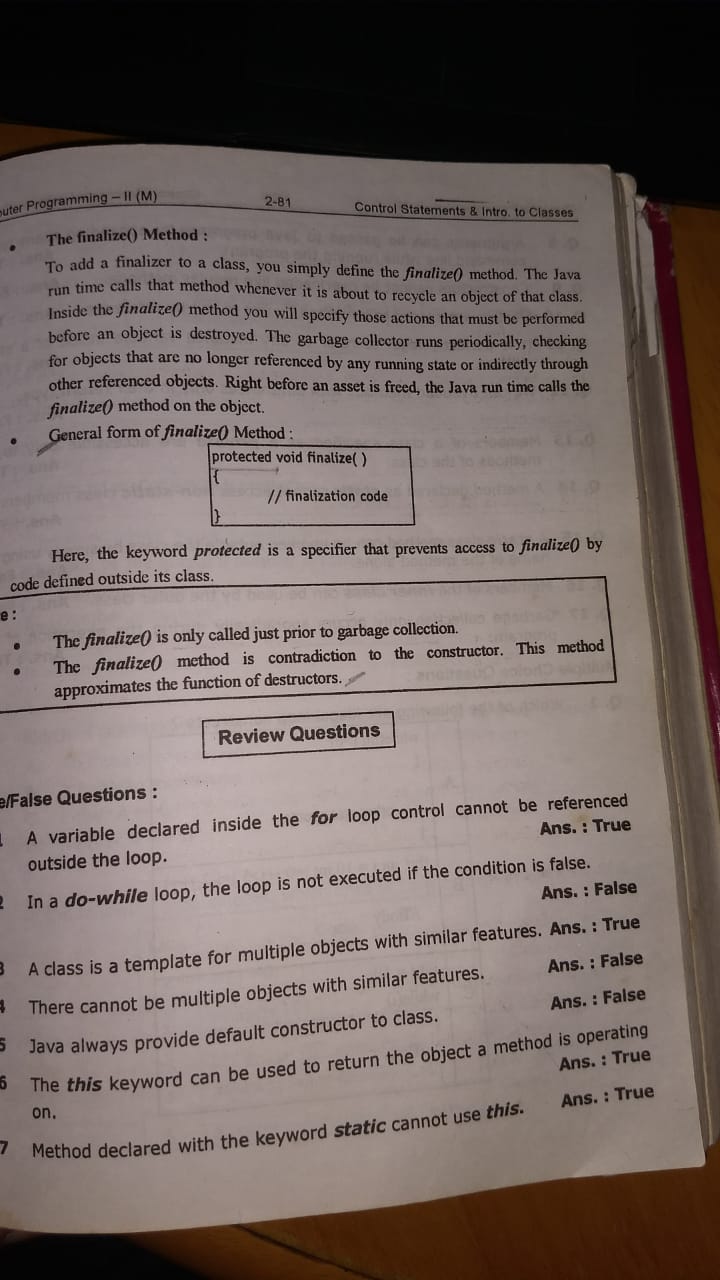 uter Programming – II (M) 2-81 Control Statements & Intro. to Classes
• The finalize() Method :
To add a finalizer to a class, you simply define the finalize() method. The Java
run time calls that method whenever it is about to recycle an object of that class.
Inside the finalize() method you will specify those actions that must be performed
before an object is destroyed. The garbage collector runs periodically, checking
for objects that are no longer referenced by any running state or indirectly through
other referenced objects. Right before an asset is freed, the Java run time calls the
finalize() method on the object.
• General form of finalize() Method :
protected void finalize( )
{
// finalization code
}
Here, the keyword protected is a specifier that prevents access to finalize() by
code defined outside its class.
e :
• The finalize() is only called just prior to garbage collection.
• The finalize() method is contradiction to the constructor. This method
approximates the function of destructors.
Review Questions
e/False Questions :
A variable declared inside the for loop control cannot be referenced
outside the loop. Ans. : True
2 In a do-while loop, the loop is not executed if the condition is false.
Ans. : False
3 A class is a template for multiple objects with similar features. Ans. : True
4 There cannot be multiple objects with similar features. Ans. : False
5 Java always provide default constructor to class. Ans. : False
6 The this keyword can be used to return the object a method is operating
on. Ans. : True
7 Method declared with the keyword static cannot use this. Ans. : True